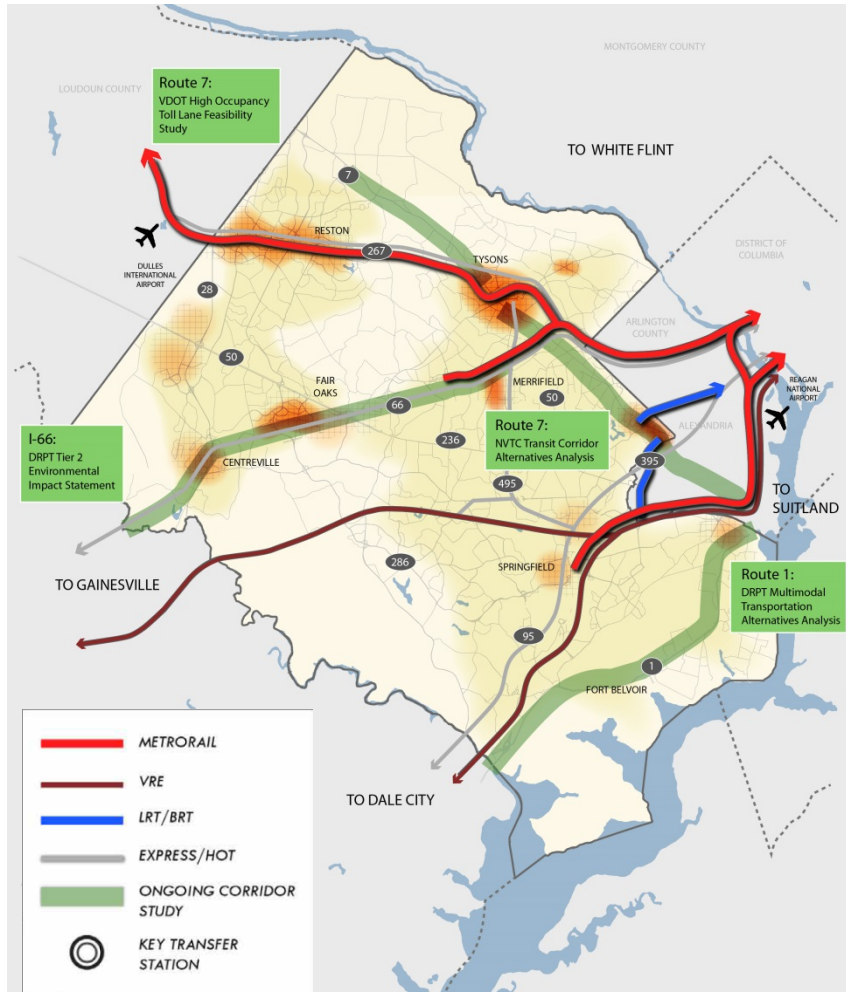 MONTGOMERY COUNTY
LOUDOUN COUNTY
Route 7:
VDOT High Occupancy
Toll Lane Feasibility
Study
TO WHITE FLINT
7
RESTON
267
TYSONS
DISTRICT OF
COLUMBIA
DULLES
INTERNATIONAL
AIRPORT
28
ARLINGTON
COUNTY
50
FAIR
OAKS
MERRIFIELD
50
REAGAN
NATIONAL
AIRPORT
66
ALEXANDRIA
I-66:
DRPT Tier 2
Environmental
Impact Statement
236
Route 7:
NVTC Transit Corridor
Alternatives Analysis
CENTREVILLE
395
495
TO
SUITLAND
286
SPRINGFIELD
TO GAINESVILLE
Route 1:
DRPT Multimodal
Transportation
Alternatives Analysis
95
1
FORT BELVOIR
TO DALE CITY
METRORAIL
VRE
LRT/BRT
EXPRESS/HOT
ONGOING CORRIDOR
STUDY
KEY TRANSFER
STATION